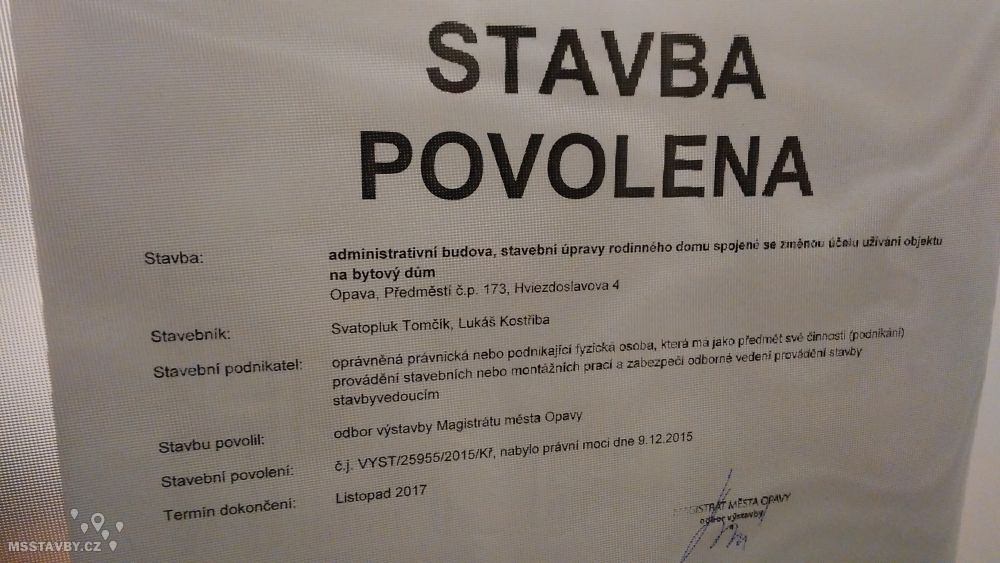 STAVBA
POVOLENA
Stavba: administrativní budova, stavební úpravy rodinného domu spojené se změnou účelu užívání objektu
na bytový dům
Opava, Předměstí č.p. 173, Hviezdoslavova 4
Stavebník: Svatopluk Tomčík, Lukáš Kostřiba
Stavební podnikatel: oprávněná právnická nebo podnikající fyzická osoba, která má jako předmět své činnosti (podnikání)
provádění stavebních nebo montážních prací a zabezpečí odborné vedení provádění stavby
stavbyvedoucím
Stavbu povolil: odbor výstavby Magistrátu města Opavy
Stavební povolení: č.j. VYST/25955/2015/Kř, nabylo právní moci dne 9.12.2015
Termín dokončení: Listopad 2017
MAGISTRÁT MĚSTA OPAVY
odbor výstavby
MSSTAVBY.CZ